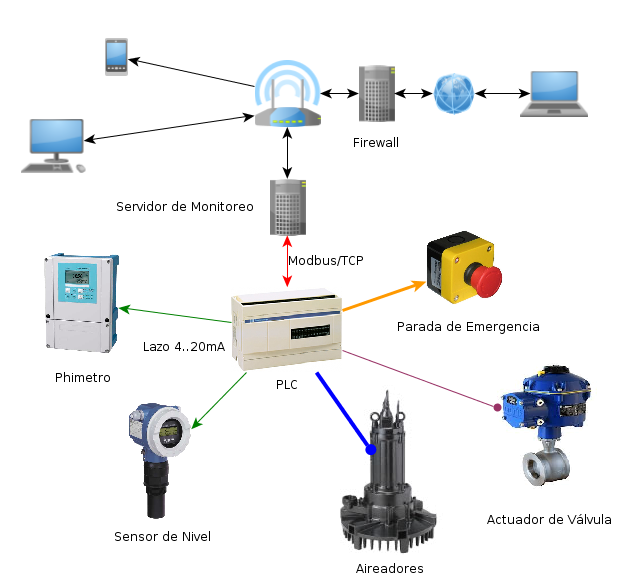 Firewall
Servidor de Monitoreo
Modbus/TCP
Parada de Emergencia
Lazo 4..20mA
Phimetro
PLC
Actuador de Válvula
Sensor de Nivel
Aireadores